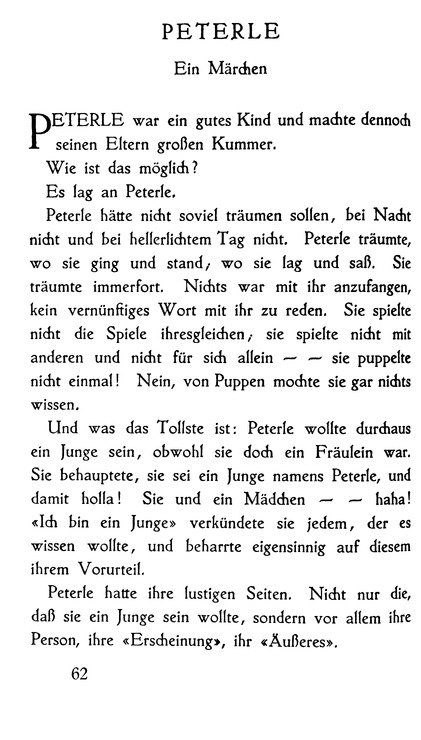 PETERLE
Ein Märchen
PETERLE war ein gutes Kind und machte dennoch
seinen Eltern großen Kummer.
Wie ist das möglich?
Es lag an Peterle.
Peterle hätte nicht soviel träumen sollen, bei Nacht
nicht und bei hellerlichtem Tag nicht. Peterle träumte,
wo sie ging und stand, wo sie lag und saß. Sie
träumte immerfort. Nichts war mit ihr anzufangen,
kein vernünftiges Wort mit ihr zu reden. Sie spielte
nicht die Spiele ihresgleichen, sie spielte nicht mit
anderen und nicht für sich allein — — sie puppelte
nicht einmal! Nein, von Puppen mochte sie gar nichts
wissen.
Und was das Tollste ist: Peterle wollte durchaus
ein Junge sein, obwohl sie doch ein Fräulein war.
Sie behauptete, sie sei ein Junge namens Peterle, und
damit holla! Sie und ein Mädchen — — haha!
«Ich bin ein Junge» verkündete sie jedem, der es
wissen wollte, und beharrte eigensinnig auf diesem
ihrem Vorurteil.
Peterle hatte ihre lustigen Seiten. Nicht nur die,
daß sie ein Junge sein wollte, sondern vor allem ihre
Person, ihre «Erscheinung», ihr «Äußeres».
62